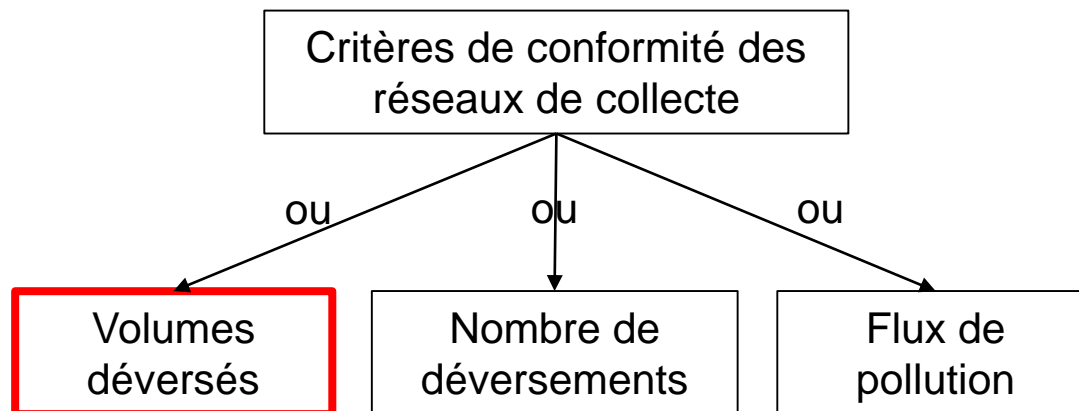 Critères de conformité des
réseaux de collecte
ou
ou
ou
Volumes
déversés
Nombre de
déversements
Flux de
pollution